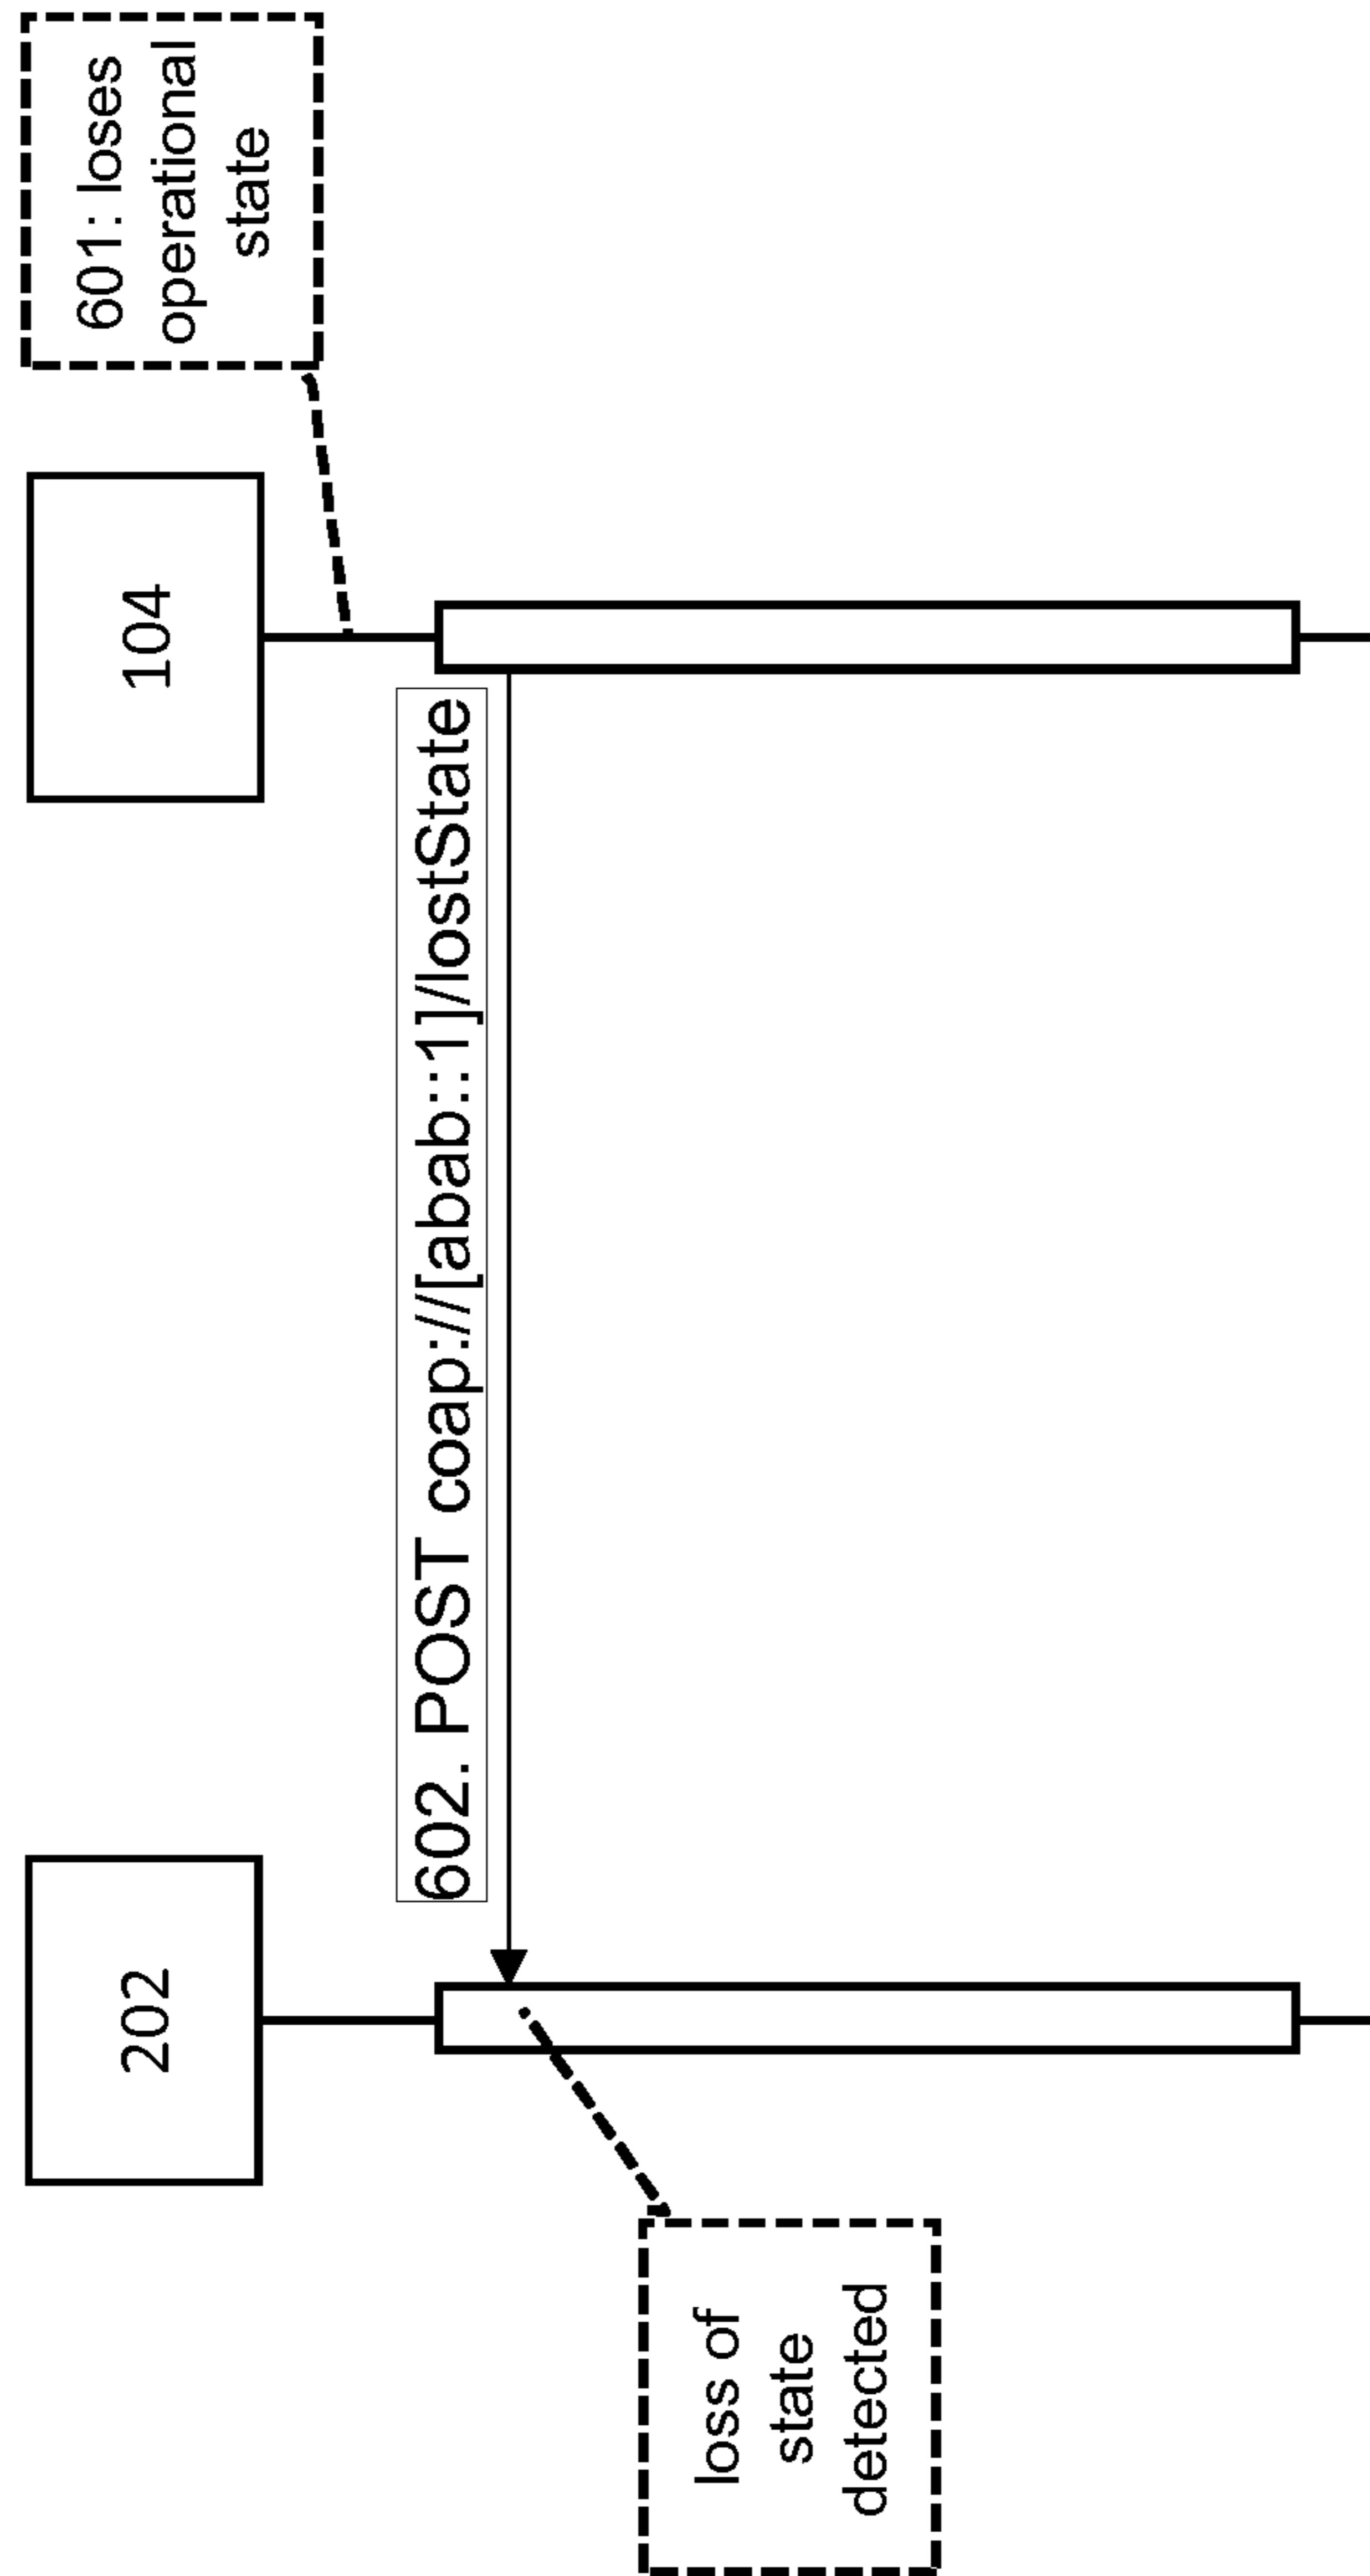 202
104
601: loses
operational
state
602. POST coap://[abab::1]/lostState
loss of
state
detected